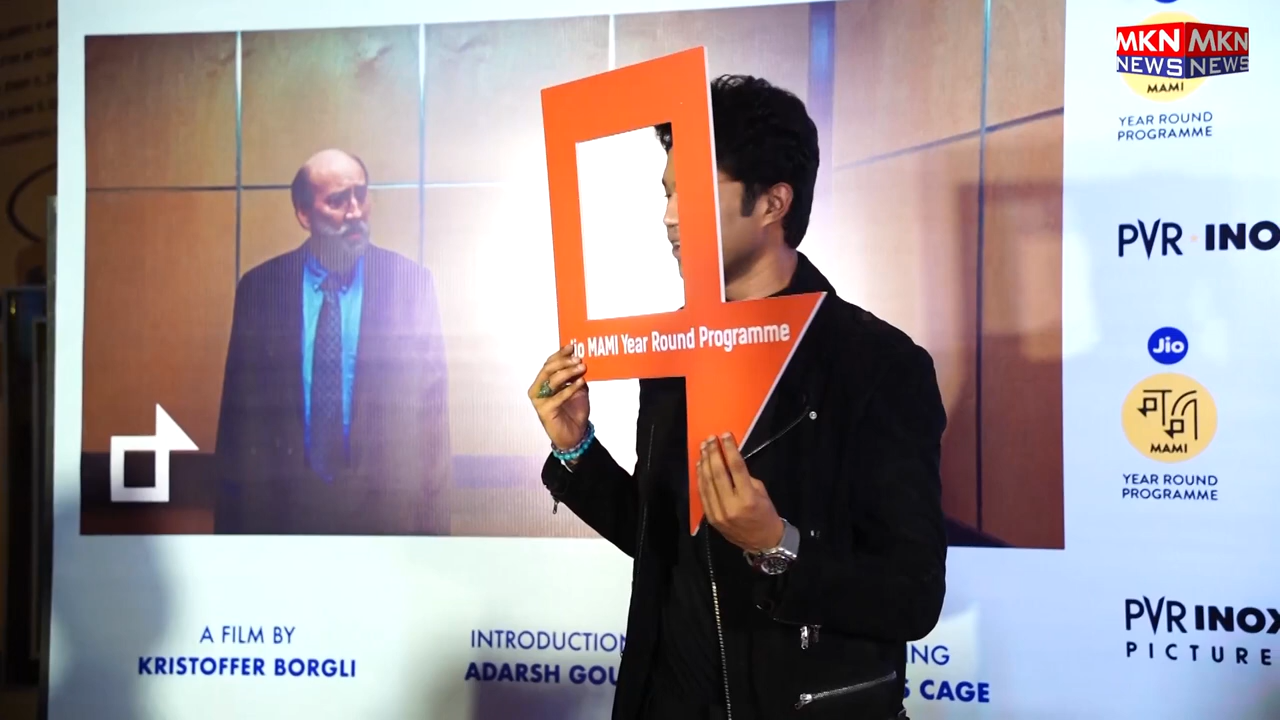 MKN MKN
NEWS NEWS
MAMI
YEAR ROUND
PROGRAMME
PVR INO
Jio MAMI Year Round Programme
Jio
MAMI
YEAR ROUND
PROGRAMME
A FILM BY
KRISTOFFER BORGLI
INTRODUCTION
ADARSH GOU
CAGE
PVR INOX
PICTURE